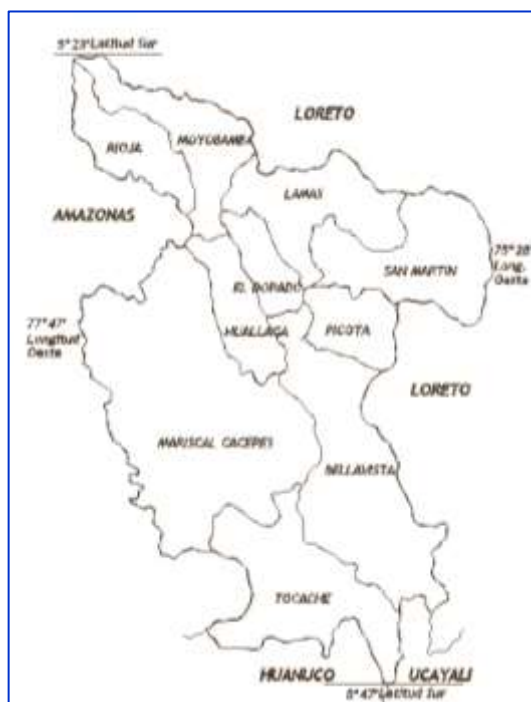 5°23' Latitud Sur
LORETO
MOYOBAMBA
RIOJA
LAMAS
AMAZONAS
75°28'
Long.
Oeste
SAN MARTIN
EL DORADO
77°47'
Longitud
Oeste
HUALLAGA
PICOTA
LORETO
MARISCAL CACERES
BELLAVISTA
TOCACHE
HUANUCO
UCAYALI
8°47' Latitud Sur